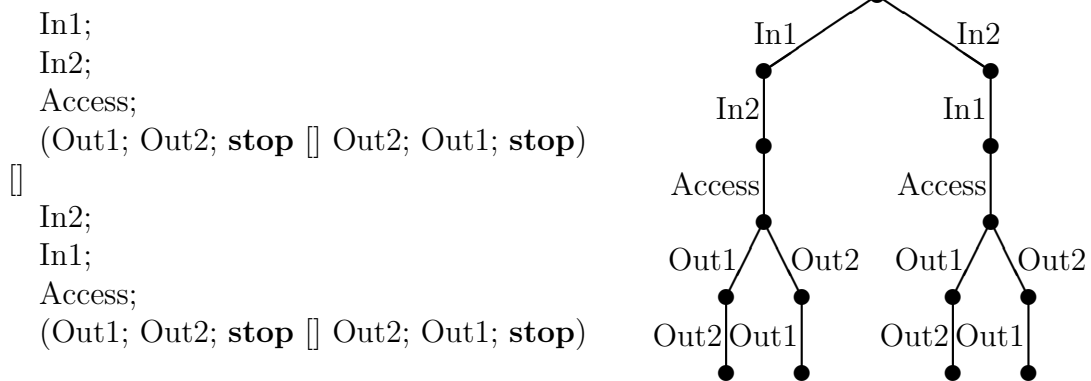 In1;
In2;
Access;
(Out1; Out2; stop [] Out2; Out1; stop)
[]
In2;
In1;
Access;
(Out1; Out2; stop [] Out2; Out1; stop)
In1 In2
In2 In1
Access Access
Out1 Out2 Out1 Out2
Out2 Out1 Out2 Out1